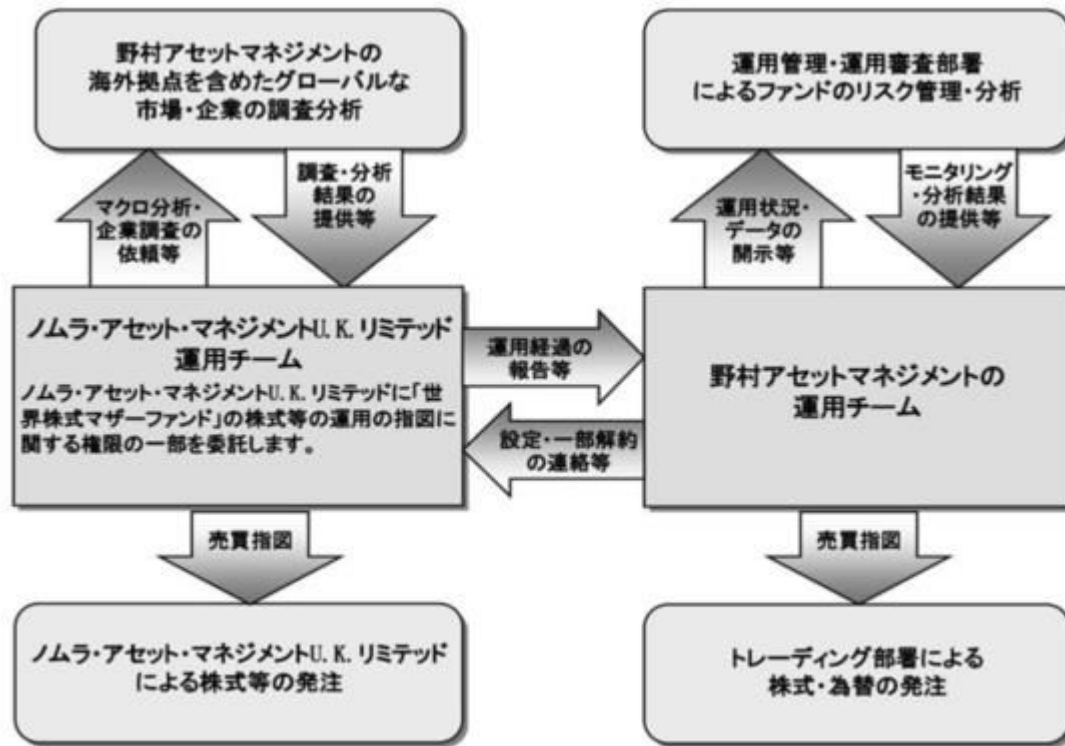 野村アセットマネジメントの
海外拠点を含めたグローバルな
市場・企業の調査分析
運用管理・運用審査部署
によるファンドのリスク管理・分析
マクロ分析・
企業調査の
依頼等
調査・分析
結果の
提供等
運用状況・
データの
開示等
モニタリング
・分析結果
の提供等
ノムラ・アセット・マネジメントU.K.リミテッド
運用チーム
ノムラ・アセット・マネジメントU.K.リミテッドに「世
界株式マザーファンド」の株式等の運用の指図に
関する権限の一部を委託します。
運用経過の
報告等
設定・一部解約
の連絡等
野村アセットマネジメントの
運用チーム
売買指図
売買指図
ノムラ・アセット・マネジメントU.K.リミテッド
による株式等の発注
トレーディング部署による
株式・為替の発注